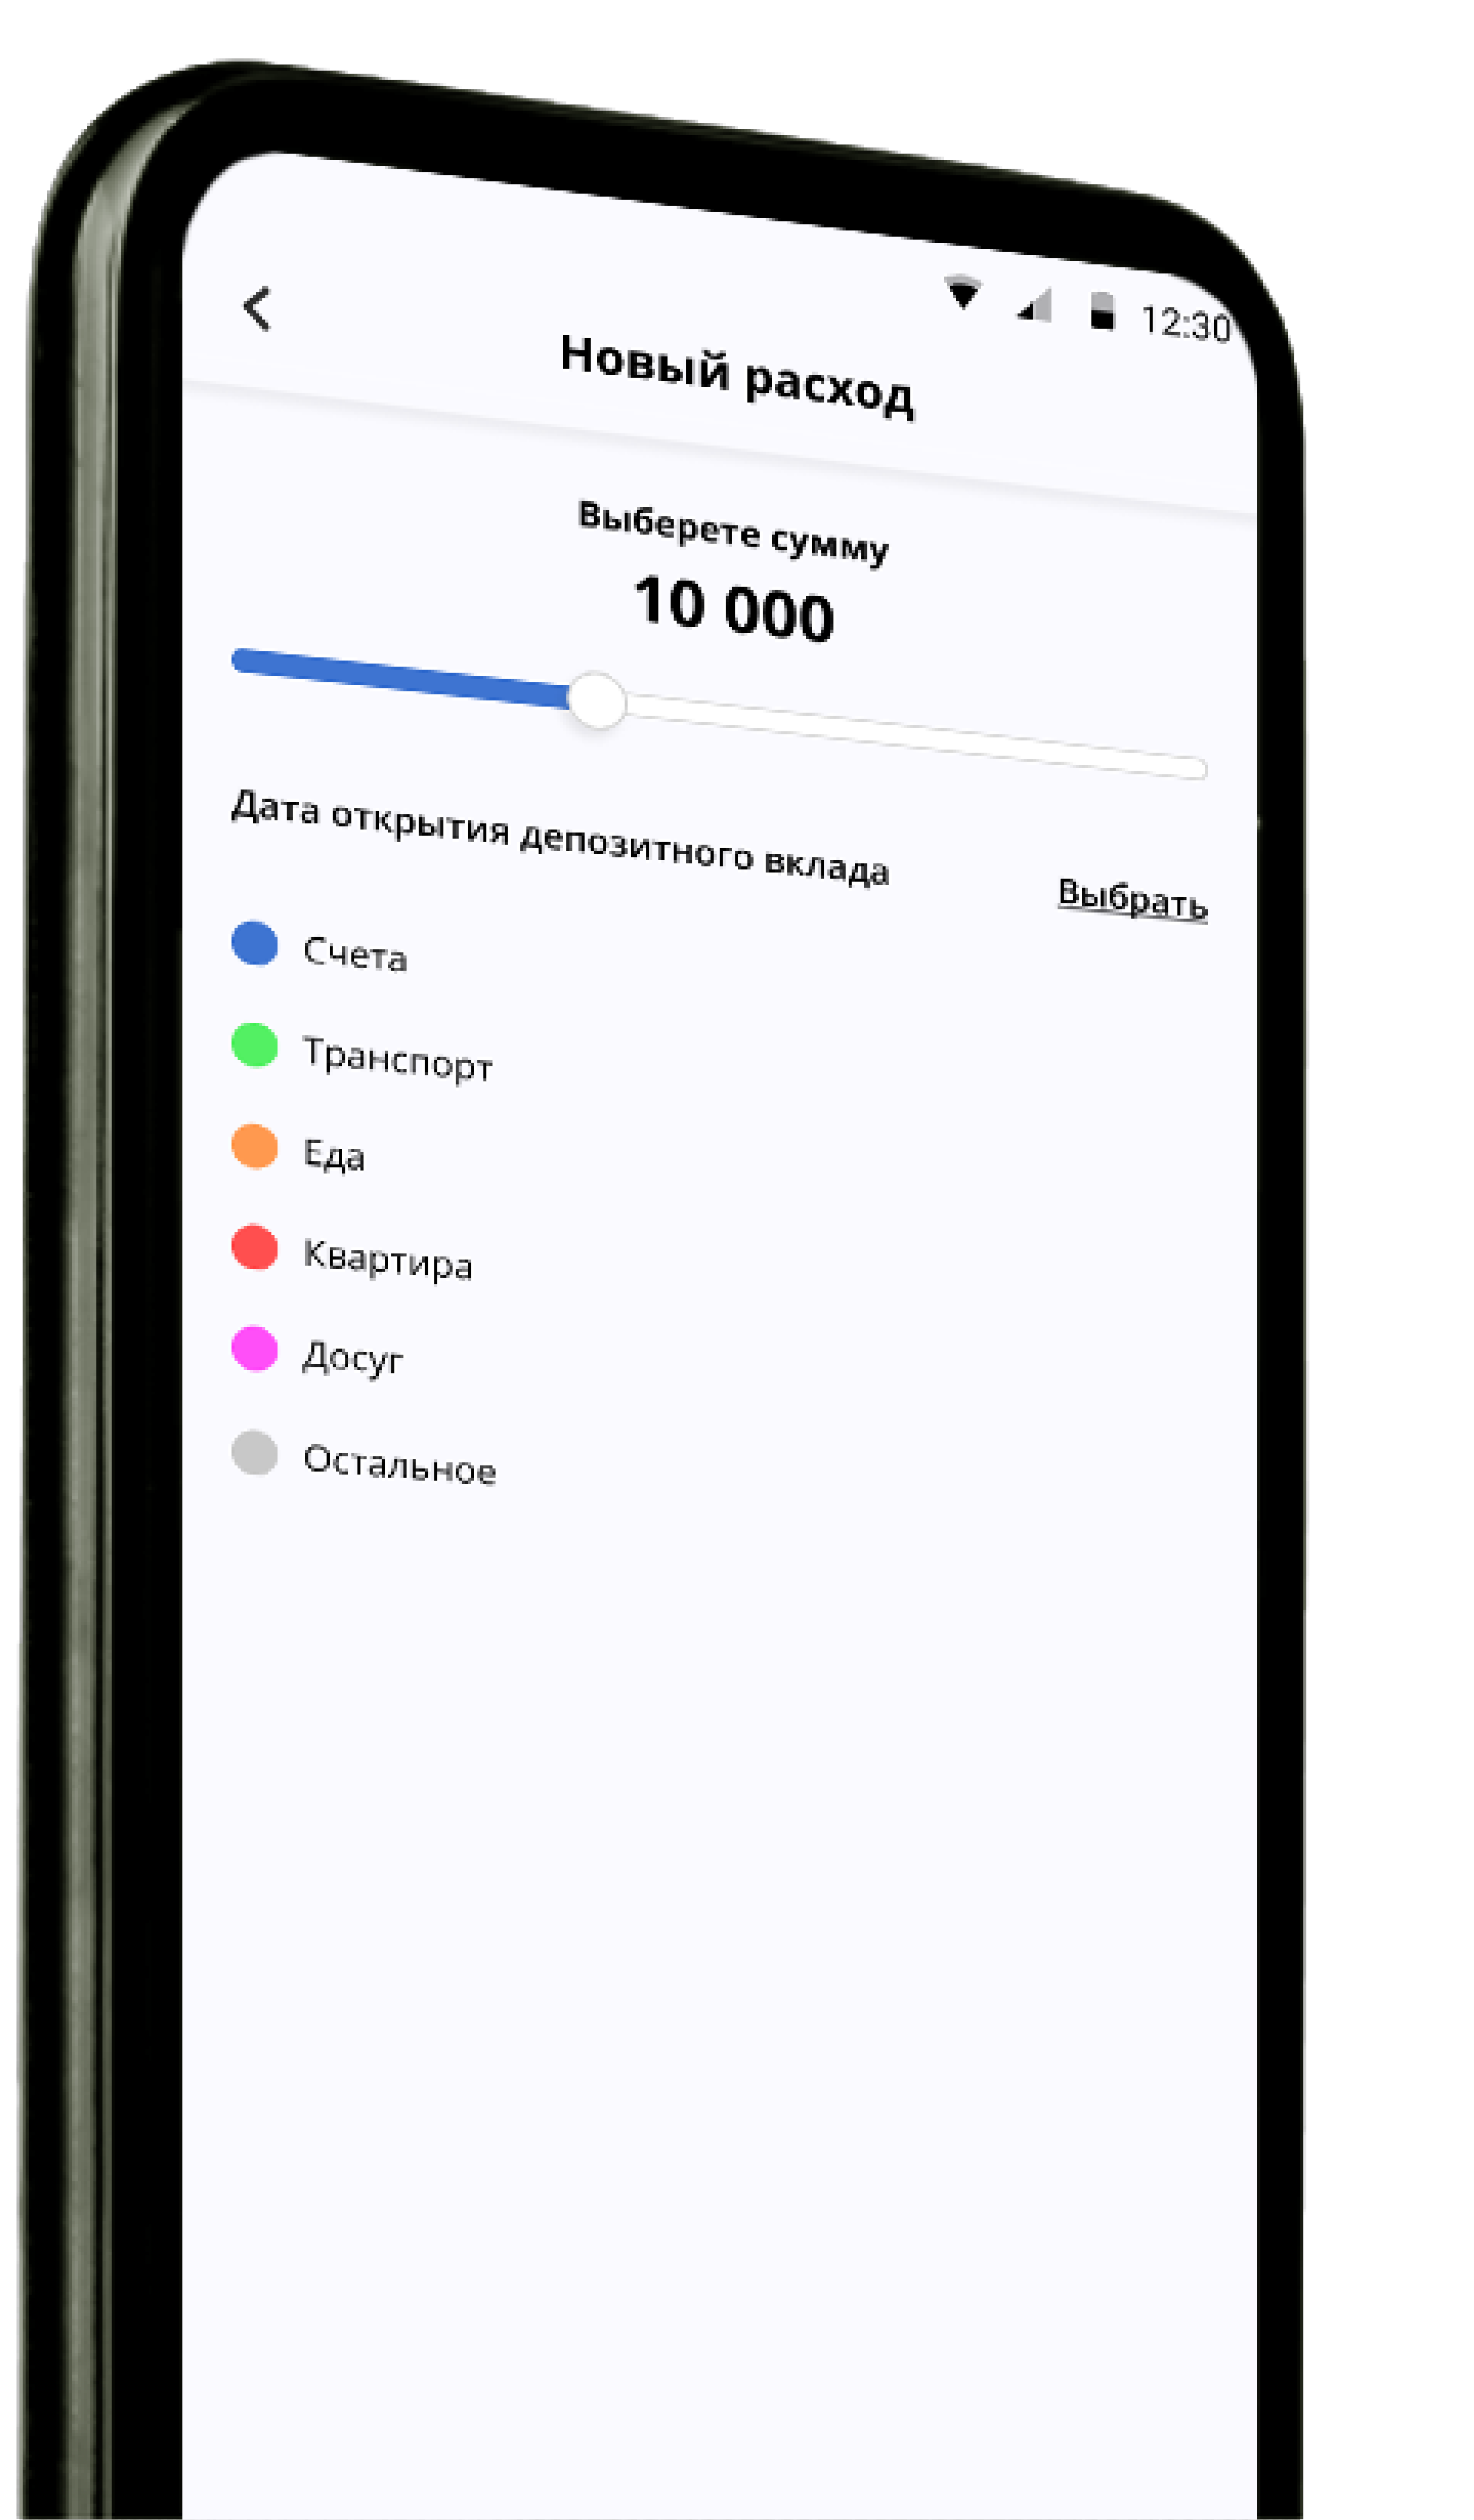 12:30
Новый расход
Выберете сумму
10 000
Дата открытия депозитного вклада
Выбрать
Счета
Транспорт
Еда
Квартира
Досуг
Остальное